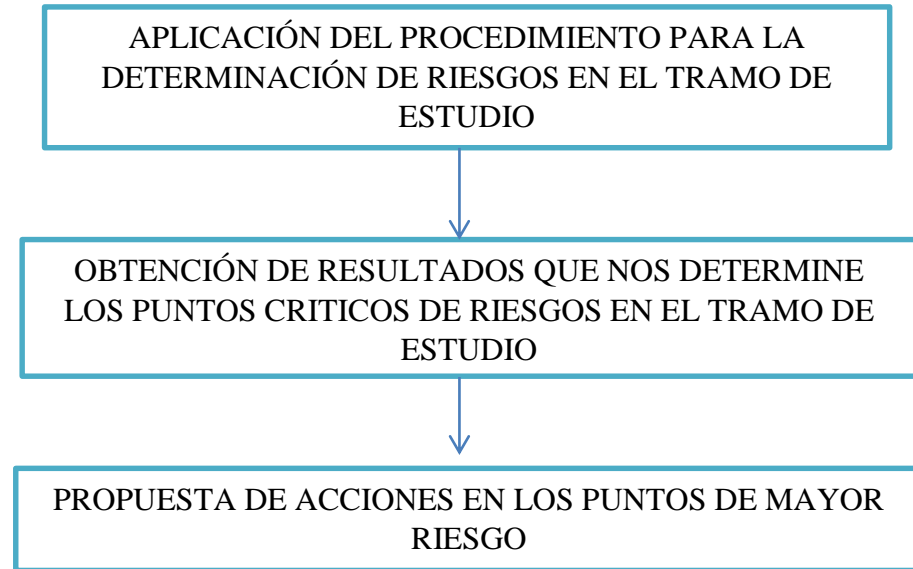 APLICACIÓN DEL PROCEDIMIENTO PARA LA
DETERMINACIÓN DE RIESGOS EN EL TRAMO DE
ESTUDIO
OBTENCIÓN DE RESULTADOS QUE NOS DETERMINE
LOS PUNTOS CRITICOS DE RIESGOS EN EL TRAMO DE
ESTUDIO
PROPUESTA DE ACCIONES EN LOS PUNTOS DE MAYOR
RIESGO